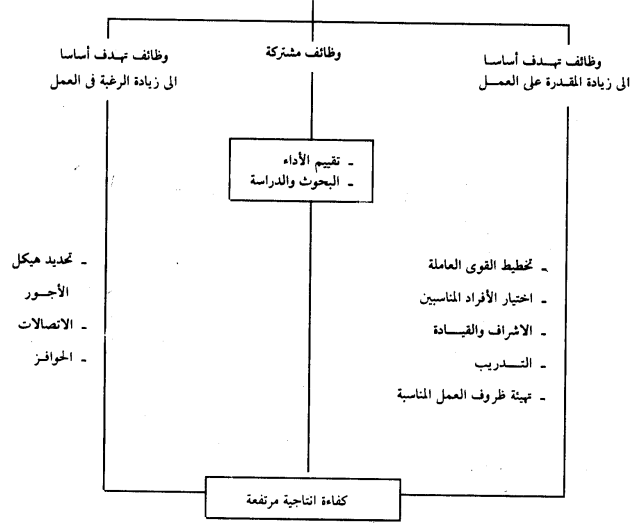 وظائف تهدف أساسا
الى زيادة المقدرة على العمل
وظائف مشتركة
وظائف تهدف أساسا
الى زيادة الرغبة فى العمل
- تقييم الأداء
- البحوث والدراسة
- تخطيط القوى العاملة
- اختيار الأفراد المناسبين
- الاشراف والقيادة
- التدريب
- تهيئة ظروف العمل المناسبة
- تحديد هيكل
الأجور
- الاتصالات
- الحوافز
كفاءة انتاجية مرتفعة